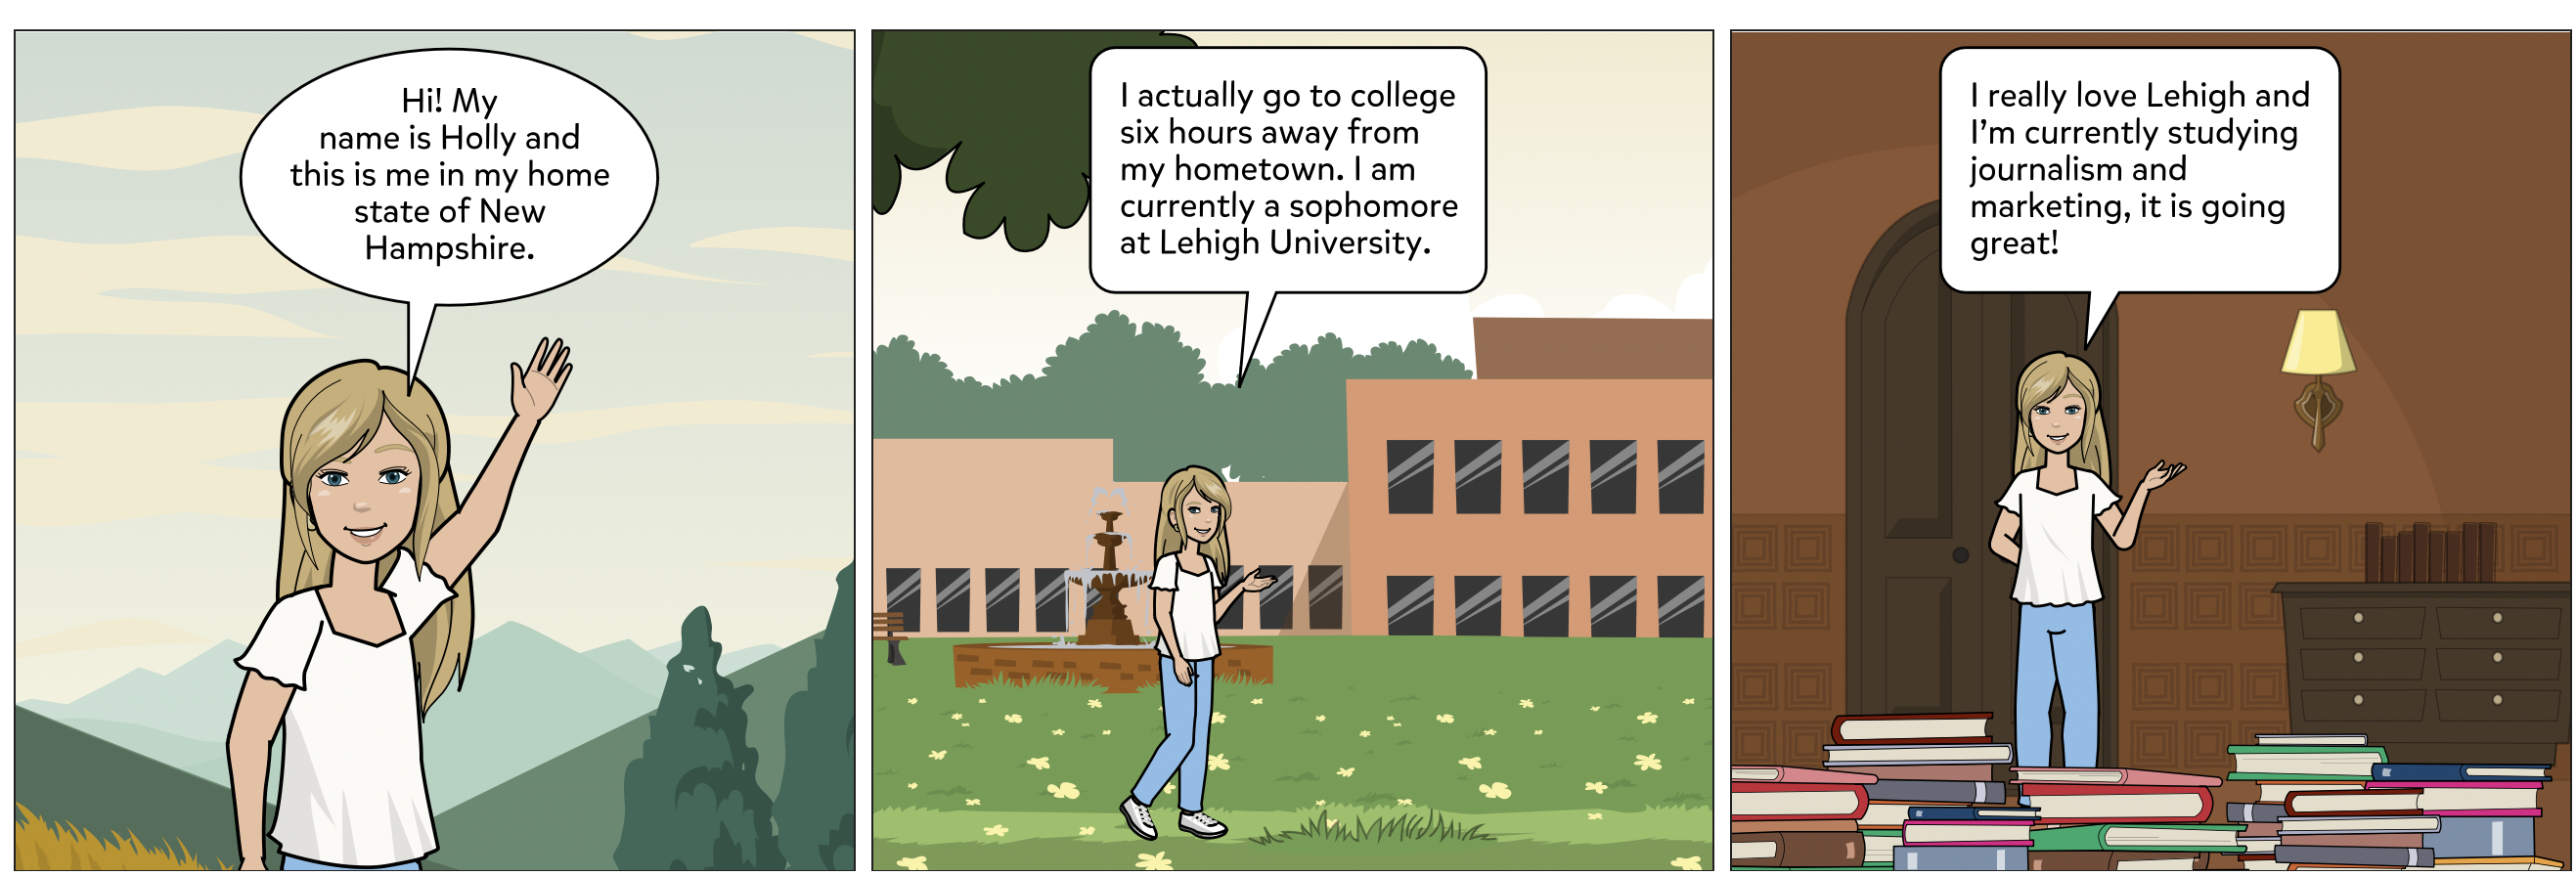 Hi! My
name is Holly and
this is me in my home
state of New
Hampshire.
I actually go to college
six hours away from
my hometown. I am
currently a sophomore
at Lehigh University.
I really love Lehigh and
I’m currently studying
journalism and
marketing, it is going
great!